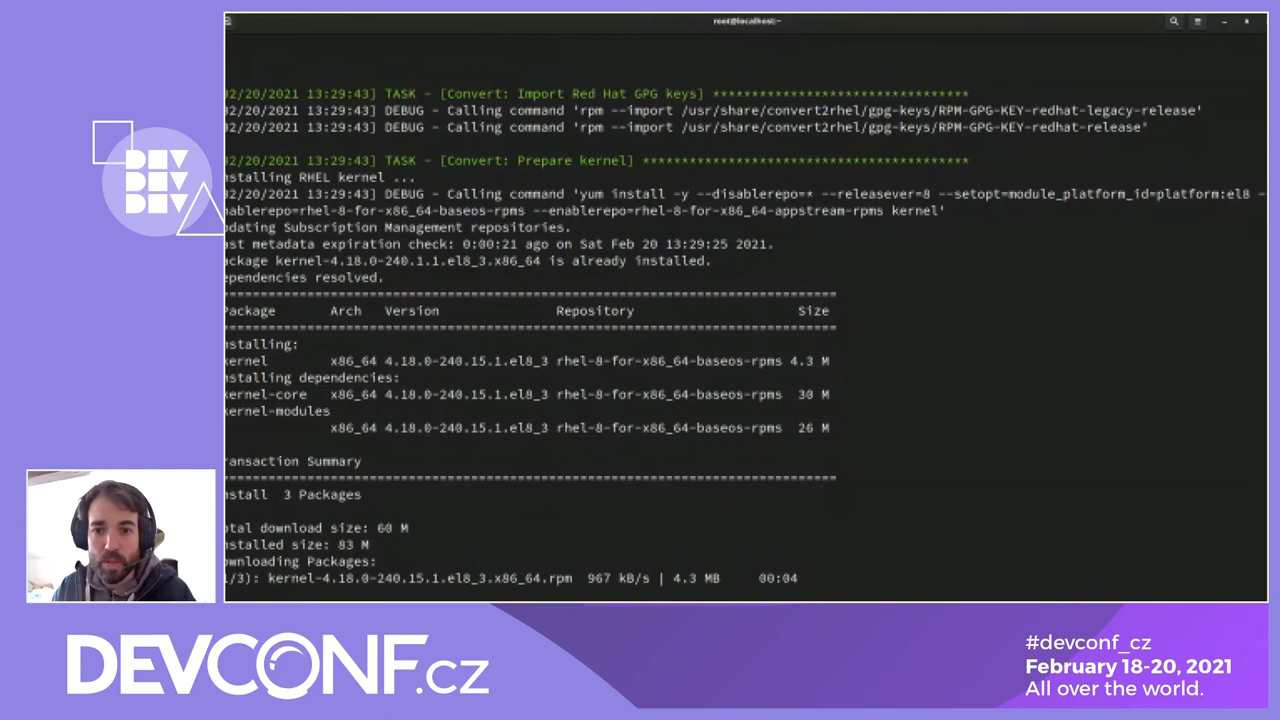 root@localhost:~
02/20/2021 13:29:43] TASK - [Convert: Import Red Hat GPG keys] *********************************
02/20/2021 13:29:43] DEBUG - Calling command 'rpm --import /usr/share/convert2rhel/gpg-keys/RPM-GPG-KEY-redhat-legacy-release'
02/20/2021 13:29:43] DEBUG - Calling command 'rpm --import /usr/share/convert2rhel/gpg-keys/RPM-GPG-KEY-redhat-release'
02/20/2021 13:29:43] TASK - [Convert: Prepare kernel] ******************************************
nstalling RHEL kernel ...
02/20/2021 13:29:43] DEBUG - Calling command 'yum install -y --disablerepo=* --releasever=8 --setopt=module_platform_id=platform:el8 -
enablerepo=rhel-8-for-x86_64-baseos-rpms --enablerepo=rhel-8-for-x86_64-appstream-rpms kernel'
pdating Subscription Management repositories.
ast metadata expiration check: 0:00:21 ago on Sat Feb 20 13:29:25 2021.
ackage kernel-4.18.0-240.1.1.el8_3.x86_64 is already installed.
ependencies resolved.
================================================================================
Package Arch Version Repository Size
================================================================================
nstalling:
kernel x86_64 4.18.0-240.15.1.el8_3 rhel-8-for-x86_64-baseos-rpms 4.3 M
nstalling dependencies:
kernel-core x86_64 4.18.0-240.15.1.el8_3 rhel-8-for-x86_64-baseos-rpms 30 M
kernel-modules
x86_64 4.18.0-240.15.1.el8_3 rhel-8-for-x86_64-baseos-rpms 26 M
ransaction Summary
================================================================================
nstall 3 Packages
otal download size: 60 M
nstalled size: 83 M
ownloading Packages:
1/3): kernel-4.18.0-240.15.1.el8_3.x86_64.rpm 967 kB/s | 4.3 MB 00:04
DEV
DEV
DEV
DEVCONF.cz
#devconf_cz
February 18-20, 2021
All over the world.